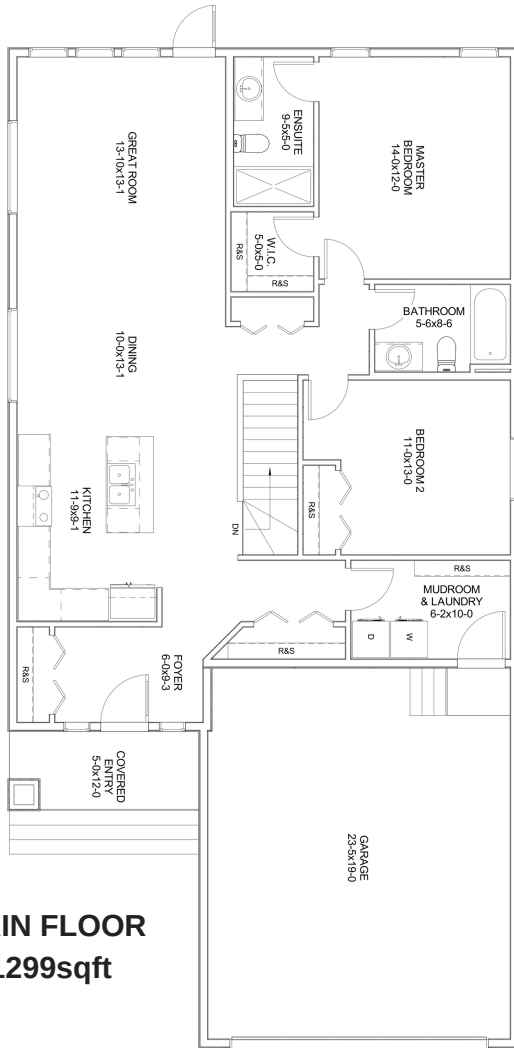 GREAT ROOM
13-10x13-1
ENSUITE
9-5x5-0
MASTER
BEDROOM
14-0x12-0
W.I.C.
5-0x5-0
R&S
R&S
BATHROOM
5-6x8-6
DINING
10-0x13-1
BEDROOM 2
11-0x13-0
R&S
KITCHEN
11-9x9-1
DN
R&S
MUDROOM
& LAUNDRY
6-2x10-0
D
W
R&S
FOYER
6-0x9-3
R&S
COVERED
ENTRY
5-0x12-0
GARAGE
23-5x19-0
IN FLOOR
299sqft